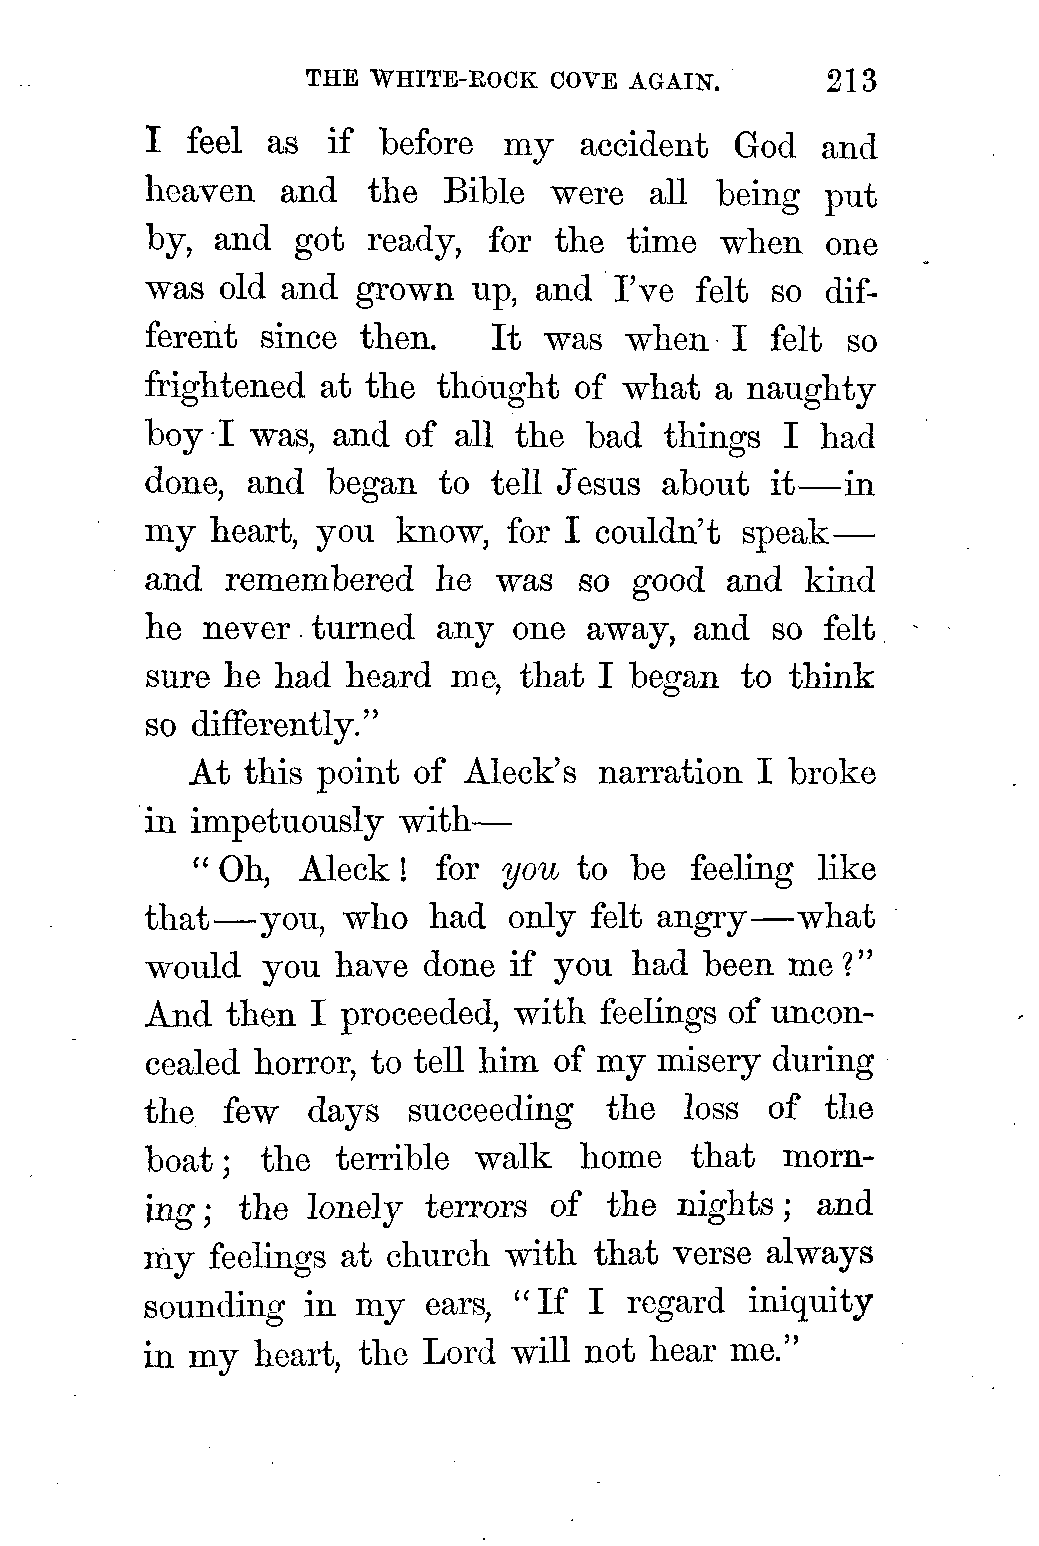 THE WHITE-ROCK COVE AGAIN. 213
I feel as if before my accident God and
heaven and the Bible were all being put
by, and got ready, for the time when one
was old and grown up, and I've felt so dif-
ferent since then. It was when I felt so
frightened at the thought of what a naughty
boy I was, and of all the bad things I had
done, and began to tell Jesus about it—in
my heart, you know, for I couldn't speak—
and remembered he was so good and kind
he never turned any one away, and so felt
sure he had heard me, that I began to think
so differently."
At this point of Aleck's narration I broke
in impetuously with—
"Oh, Aleck! for you to be feeling like
that—you, who had only felt angry—what
would you have done if you had been me?"
And then I proceeded, with feelings of uncon-
cealed horror, to tell him of my misery during
the few days succeeding the loss of the
boat; the terrible walk home that morn-
ing; the lonely terrors of the nights; and
my feelings at church with that verse always
sounding in my ears, "If I regard iniquity
in my heart, the Lord will not hear me."